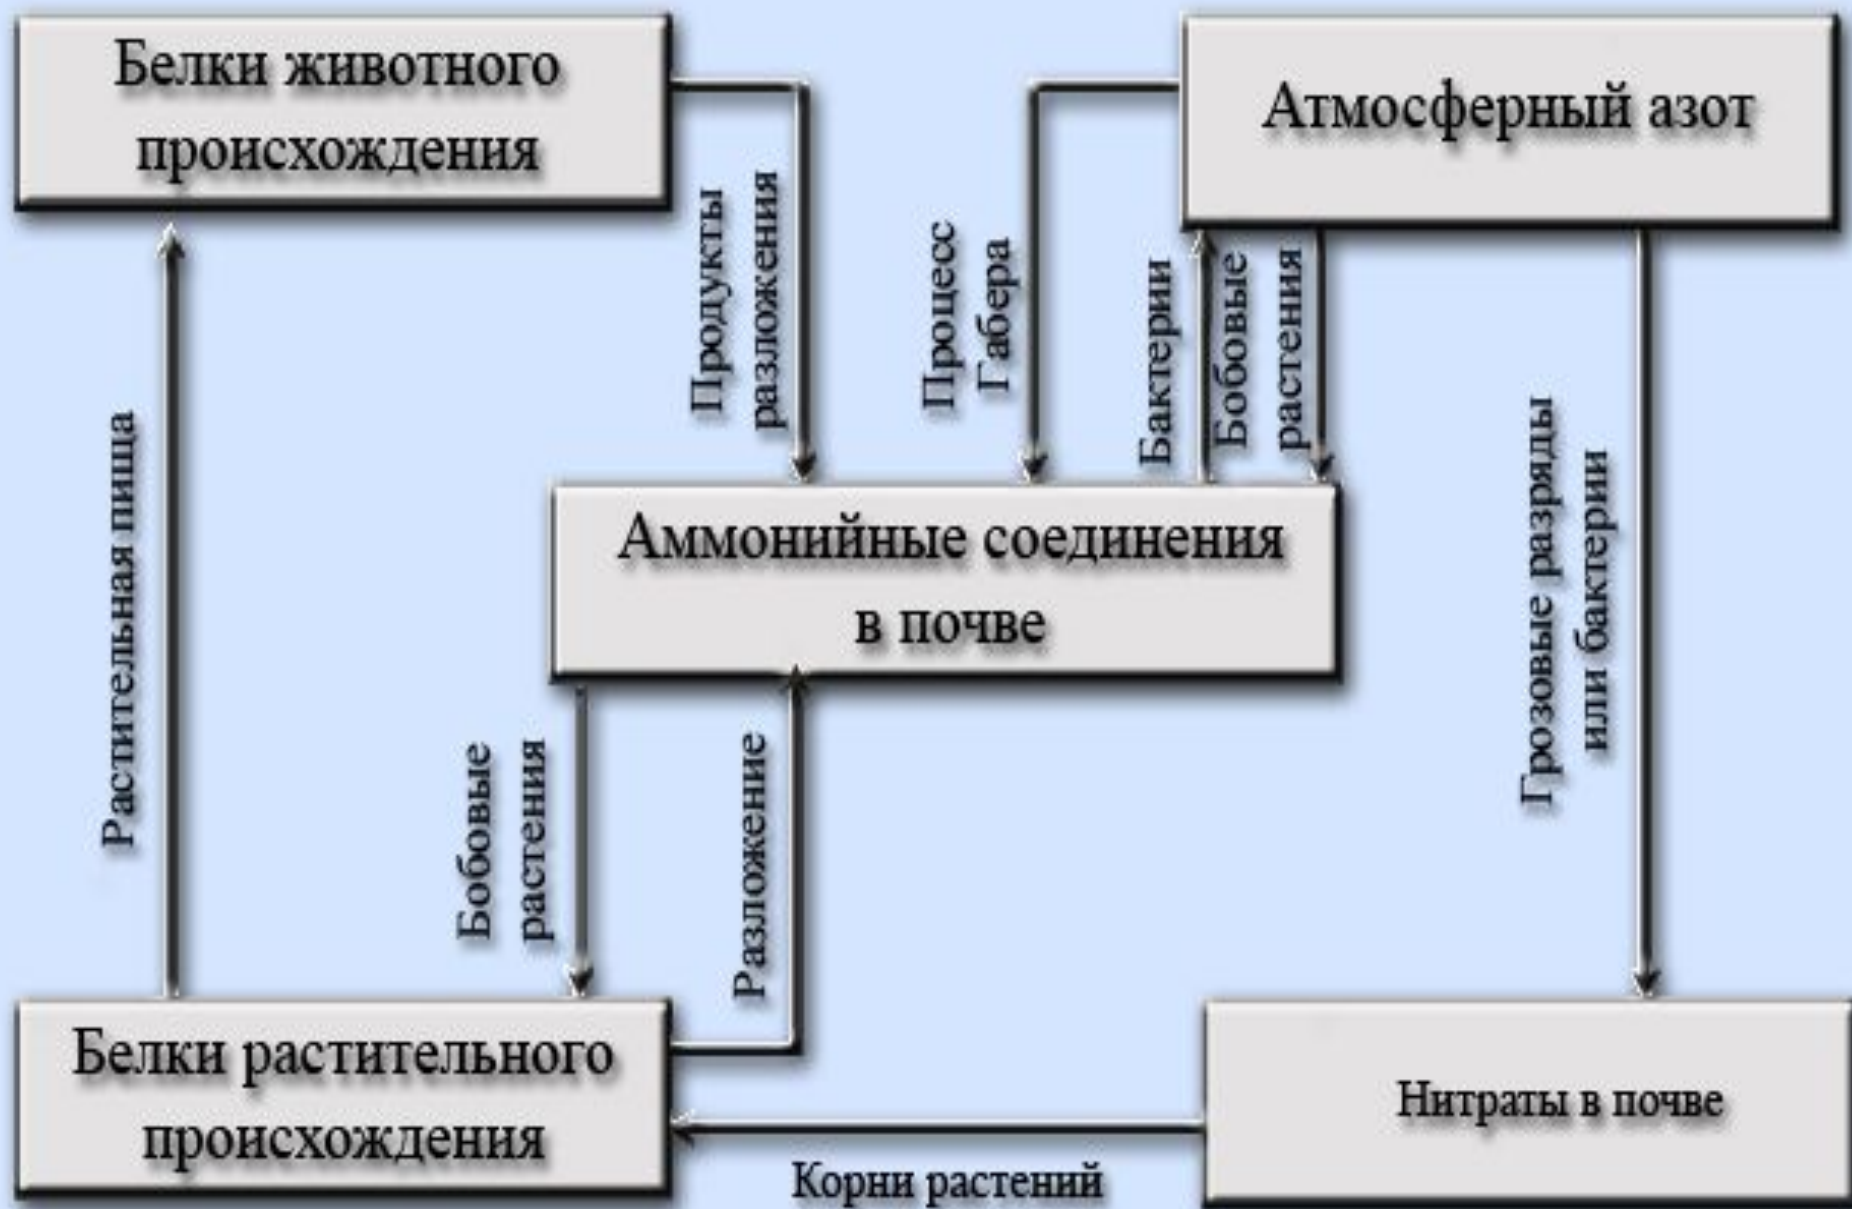 Белки животного
происхождения
Атмосферный азот
Продукты
разложения
Процесс
Габера
Бактерии
Бобовые
растения
Растительная пища
Грозовые разряды
или бактерии
Аммонийные соединения
в почве
Бобовые
растения
Разложение
Белки растительного
происхождения
Нитраты в почве
Корни растений